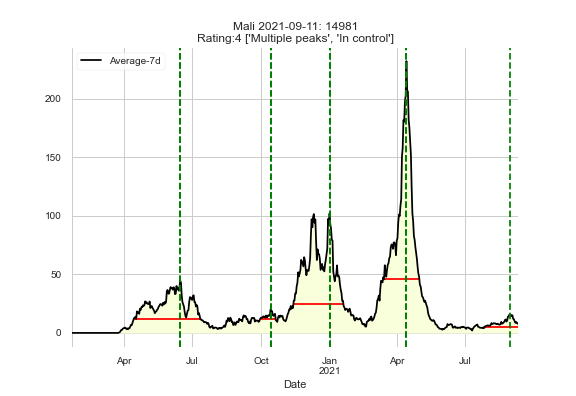 Mali 2021-09-11: 14981
Rating:4 ['Multiple peaks', 'In control']
Average-7d
200
150
100
50
0
Apr Jul Oct Jan Apr Jul
2021
Date